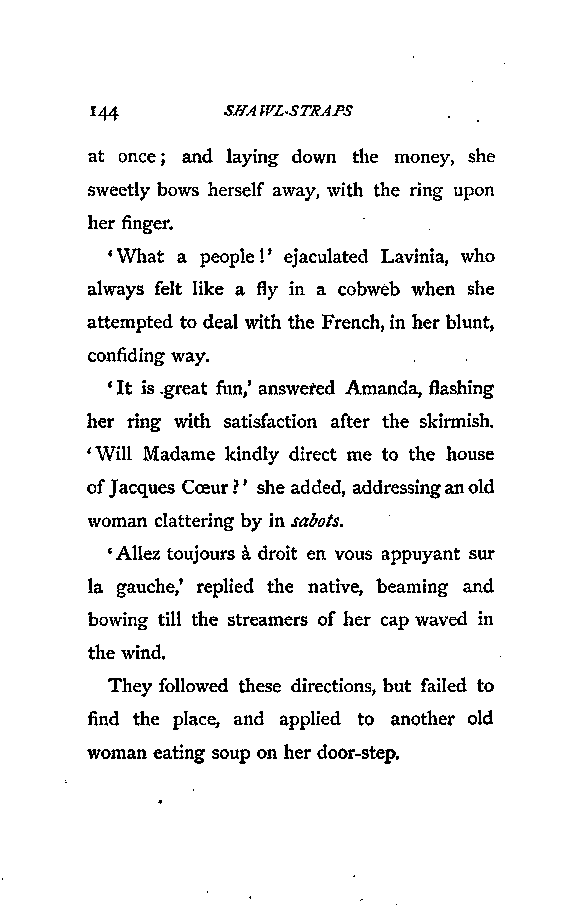 144 SHAWL-STRAPS
at once; and laying down the money, she
sweetly bows herself away, with the ring upon
her finger.
‘What a people!’ ejaculated Lavinia, who
always felt like a fly in a cobweb when she
attempted to deal with the French, in her blunt,
confiding way.
‘It is great fun,’ answered Amanda, flashing
her ring with satisfaction after the skirmish.
‘Will Madame kindly direct me to the house
of Jacques Cœur?’ she added, addressing an old
woman clattering by in sabots.
‘Allez toujours à droit en vous appuyant sur
la gauche,’ replied the native, beaming and
bowing till the streamers of her cap waved in
the wind.
They followed these directions, but failed to
find the place, and applied to another old
woman eating soup on her door-step.